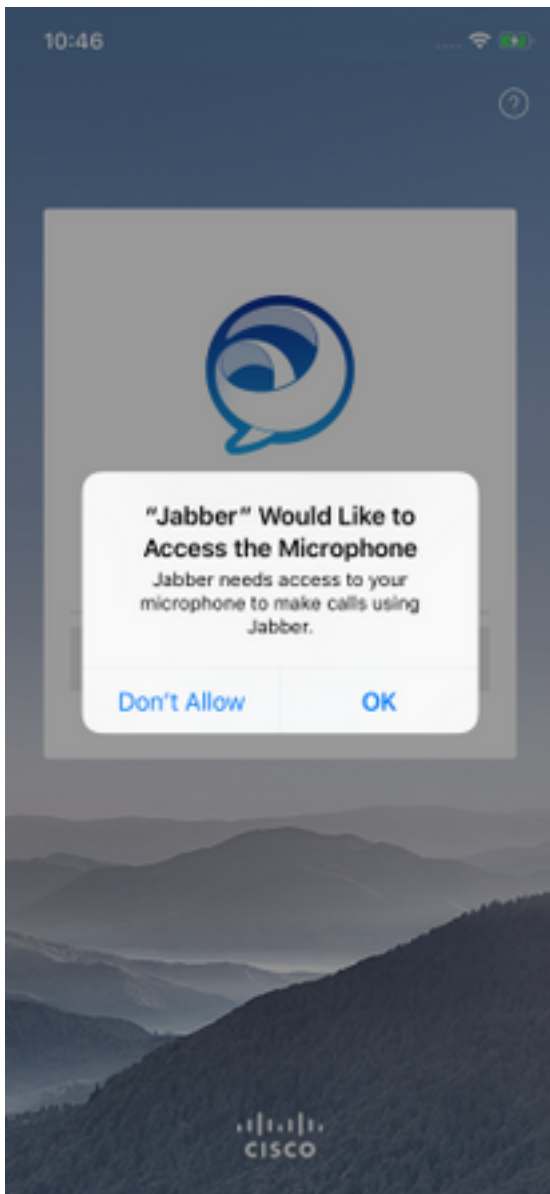 10:46
?
"Jabber" Would Like to
Access the Microphone
Jabber needs access to your
microphone to make calls using
Jabber.
Don't Allow
OK
CISCO